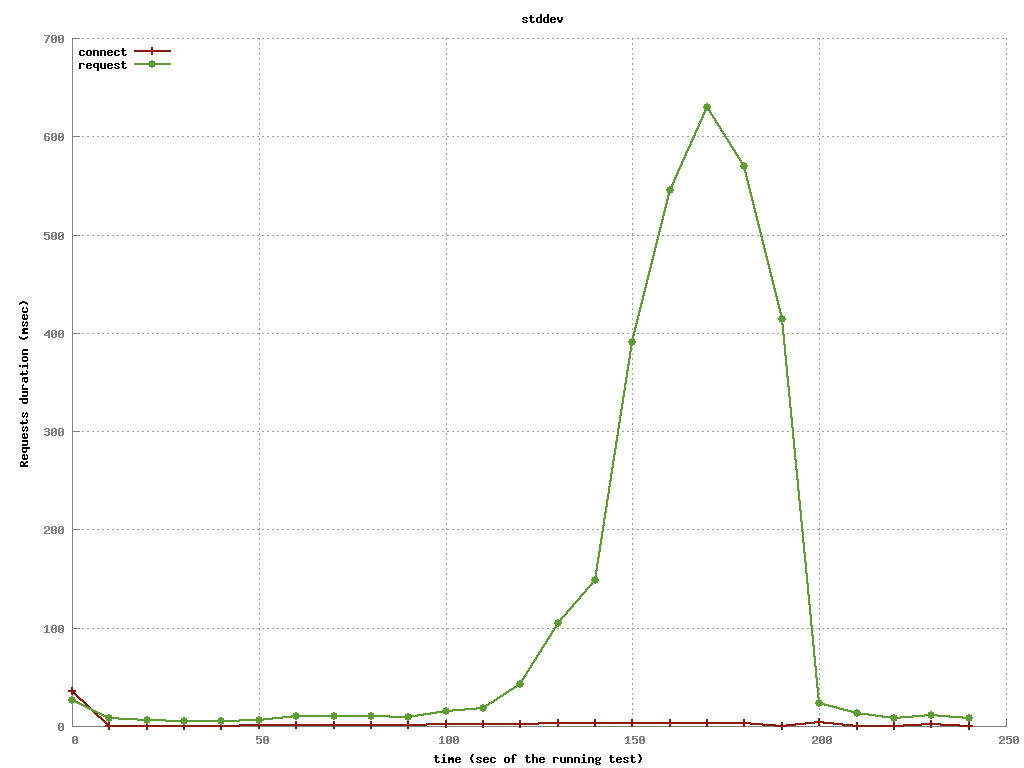 stddev
700
connect
request
600
500
400
300
200
100
0
Requests duration (msec)
0 50 100 150 200 250
time (sec of the running test)